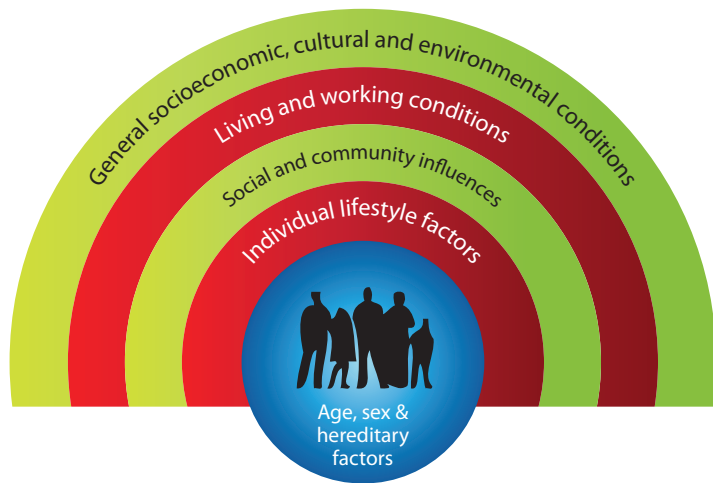 General socioeconomic, cultural and environmental conditions
Living and working conditions
Social and community influences
Individual lifestyle factors
Age, sex &
hereditary
factors